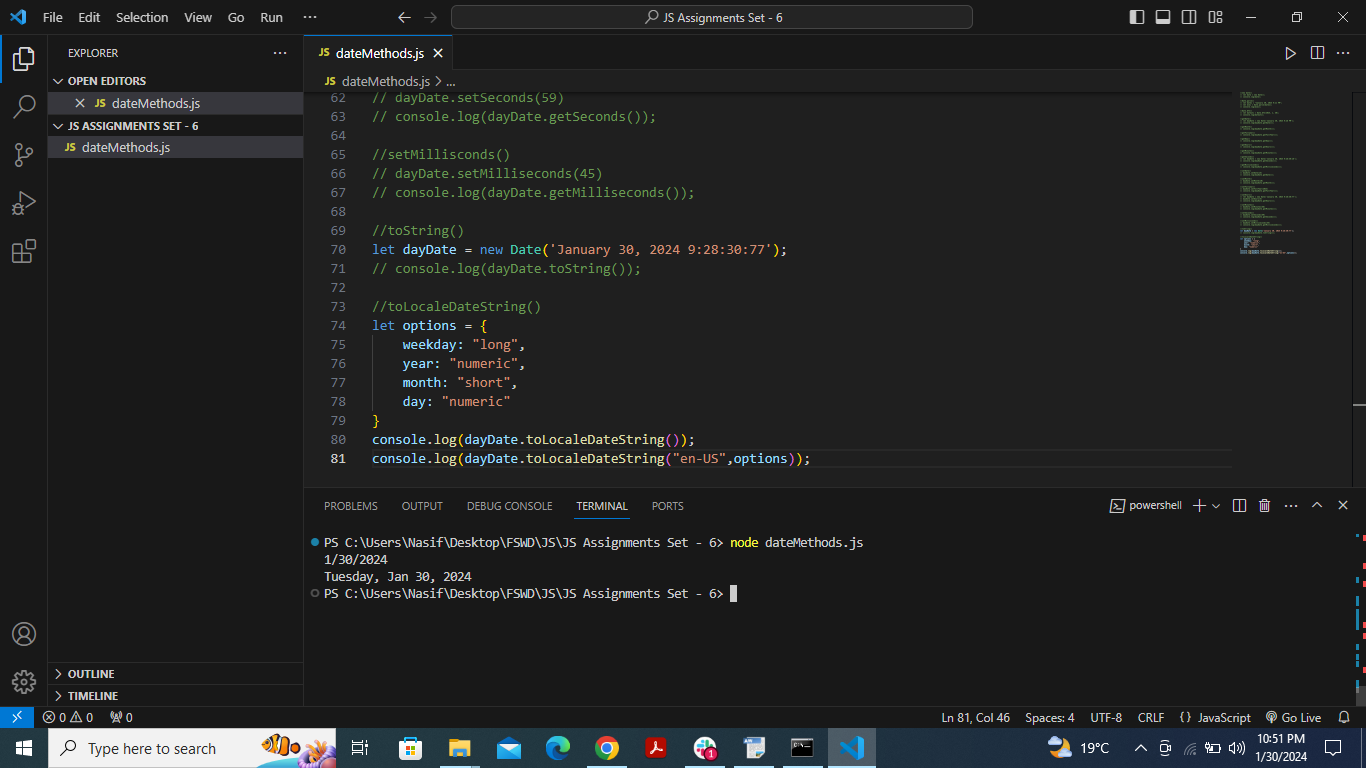 File Edit Selection View Go Run ··· JS Assignments Set - 6
EXPLORER ···
OPEN EDITORS
JS dateMethods.js
JS ASSIGNMENTS SET - 6
JS dateMethods.js
OUTLINE
TIMELINE
JS dateMethods.js
JS dateMethods.js > ...
62 // dayDate.setSeconds(59)
63 // console.log(dayDate.getSeconds());
64
65 //setMillisconds()
66 // dayDate.setMilliseconds(45)
67 // console.log(dayDate.getMilliseconds());
68
69 //toString()
70 let dayDate = new Date('January 30, 2024 9:28:30:77');
71 // console.log(dayDate.toString());
72
73 //toLocaleDateString()
74 let options = {
75 weekday: "long",
76 year: "numeric",
77 month: "short",
78 day: "numeric"
79 }
80 console.log(dayDate.toLocaleDateString());
81 console.log(dayDate.toLocaleDateString("en-US",options));
PROBLEMS OUTPUT DEBUG CONSOLE TERMINAL PORTS powershell
PS C:\Users\Nasif\Desktop\FSWD\JS\JS Assignments Set - 6> node dateMethods.js
1/30/2024
Tuesday, Jan 30, 2024
PS C:\Users\Nasif\Desktop\FSWD\JS\JS Assignments Set - 6>
0 0 0 Ln 81, Col 46 Spaces: 4 UTF-8 CRLF {} JavaScript Go Live
Type here to search 1 19°C 10:51 PM
1/30/2024